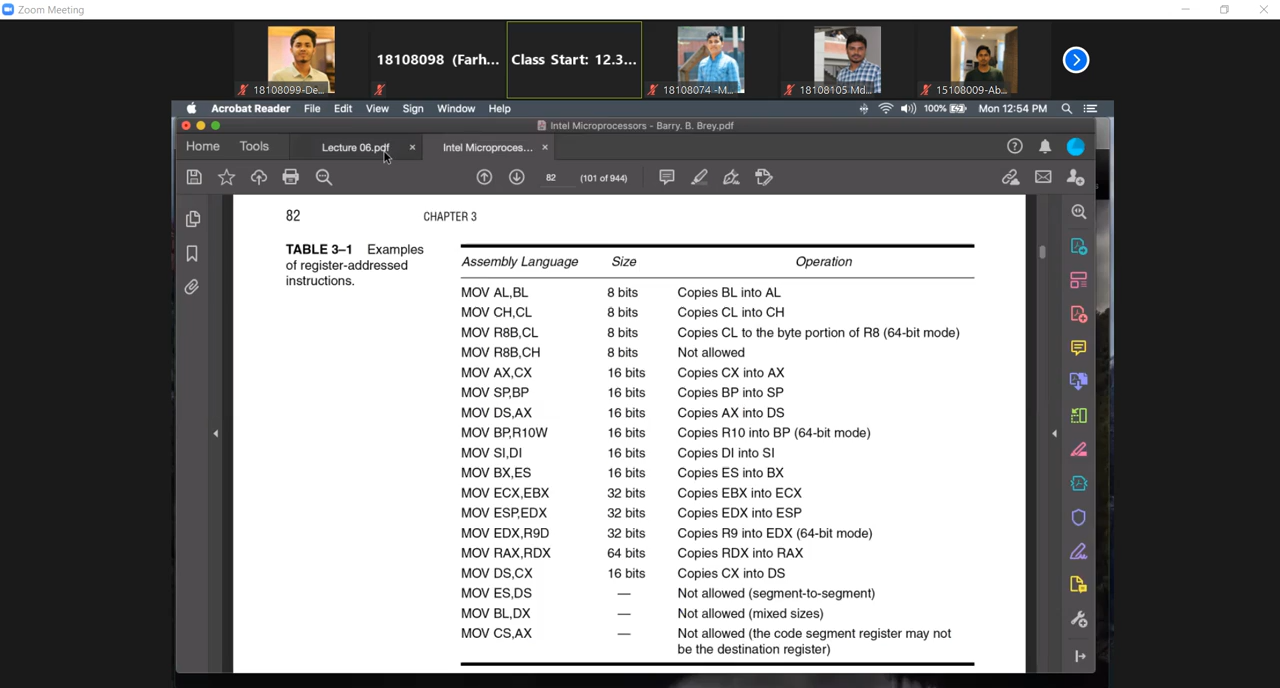 Zoom Meeting
18108098 (Farh...
Class Start: 12.3...
18108099-De...
18108074 -M...
18108105 Md...
15108009-Ab...
Acrobat Reader File Edit View Sign Window Help
100% Mon 12:54 PM
Intel Microprocessors - Barry. B. Brey.pdf
Home Tools Lecture 06.pdf × Intel Microproces... ×
82 (101 of 944)
82 CHAPTER 3
TABLE 3–1 Examples
of register-addressed
instructions.
Assembly Language Size Operation
MOV AL,BL 8 bits Copies BL into AL
MOV CH,CL 8 bits Copies CL into CH
MOV R8B,CL 8 bits Copies CL to the byte portion of R8 (64-bit mode)
MOV R8B,CH 8 bits Not allowed
MOV AX,CX 16 bits Copies CX into AX
MOV SP,BP 16 bits Copies BP into SP
MOV DS,AX 16 bits Copies AX into DS
MOV BP,R10W 16 bits Copies R10 into BP (64-bit mode)
MOV SI,DI 16 bits Copies DI into SI
MOV BX,ES 16 bits Copies ES into BX
MOV ECX,EBX 32 bits Copies EBX into ECX
MOV ESP,EDX 32 bits Copies EDX into ESP
MOV EDX,R9D 32 bits Copies R9 into EDX (64-bit mode)
MOV RAX,RDX 64 bits Copies RDX into RAX
MOV DS,CX 16 bits Copies CX into DS
MOV ES,DS — Not allowed (segment-to-segment)
MOV BL,DX — Not allowed (mixed sizes)
MOV CS,AX — Not allowed (the code segment register may not
be the destination register)